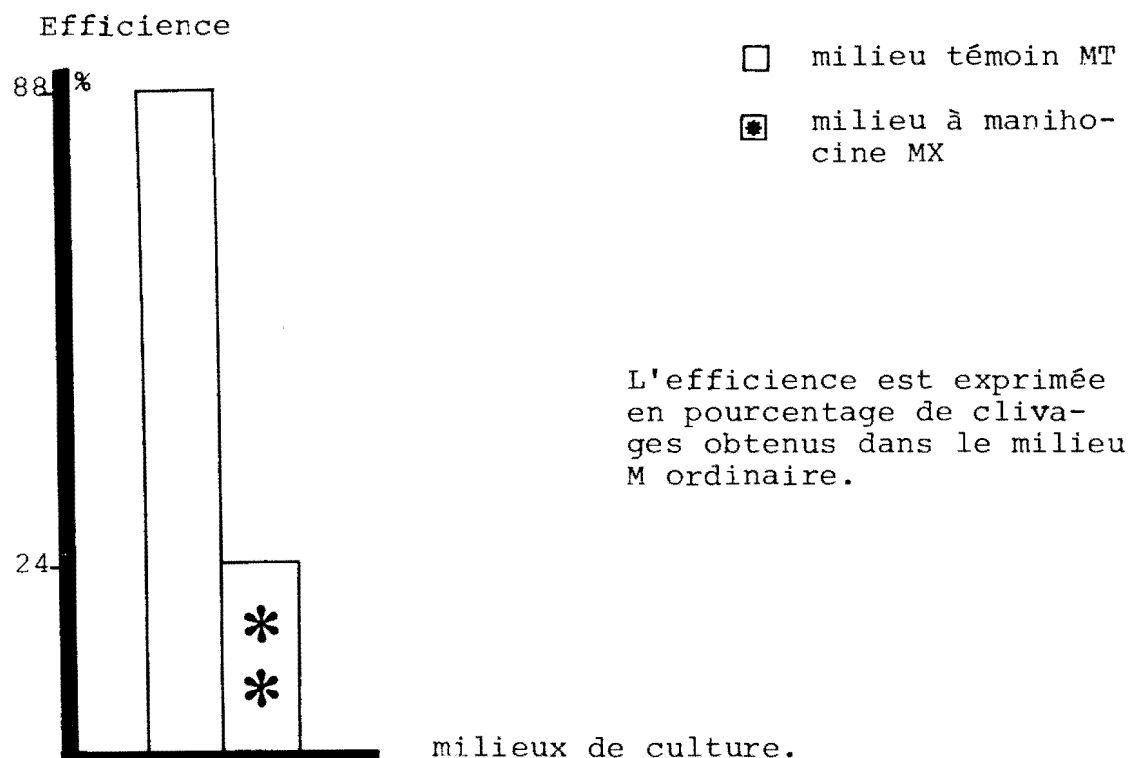 Efficience
88 %
□ milieu témoin MT
milieu à maniho-
cine MX
L'efficience est exprimée
en pourcentage de cliva-
ges obtenus dans le milieu
M ordinaire.
24
milieux de culture.